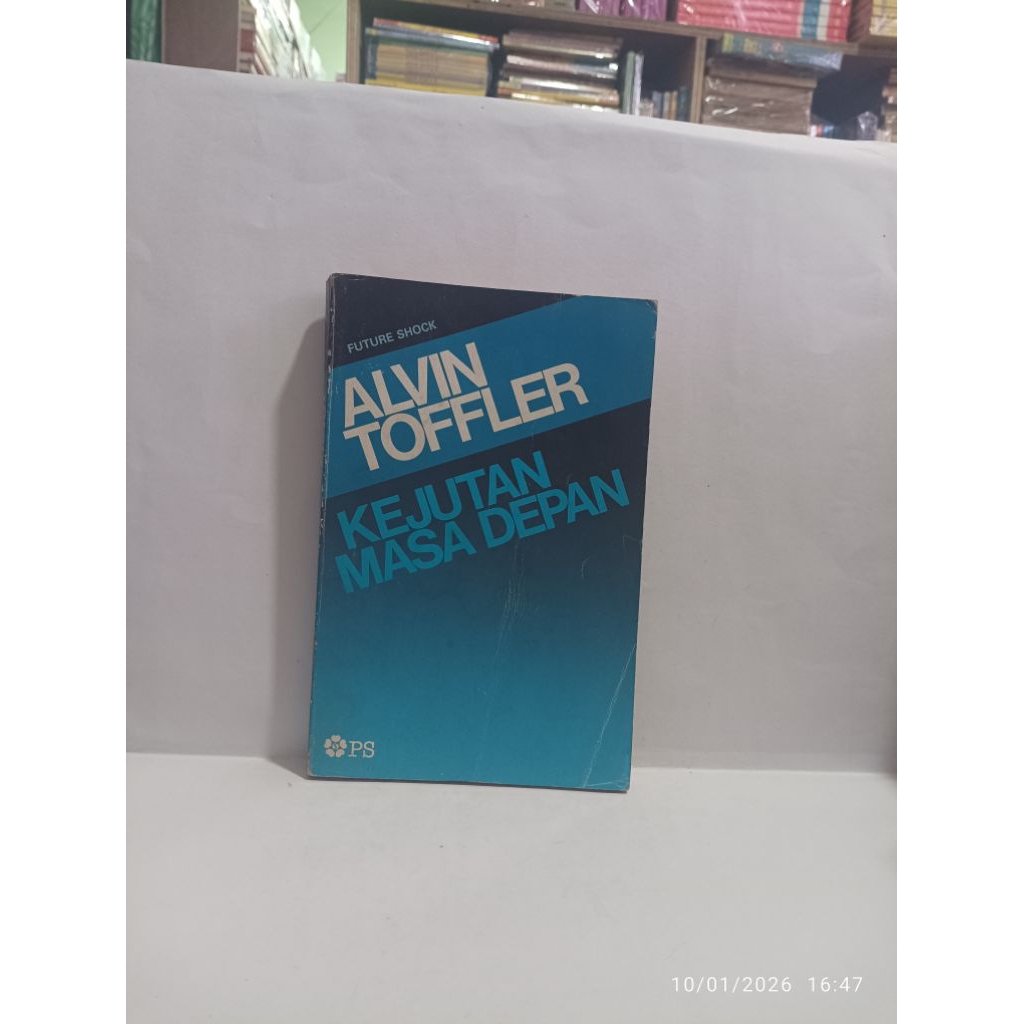 FUTURE SHOCK
ALVIN
TOFFLER
KEJUTAN
MASA DEPAN
PS
10/01/2026 16:47